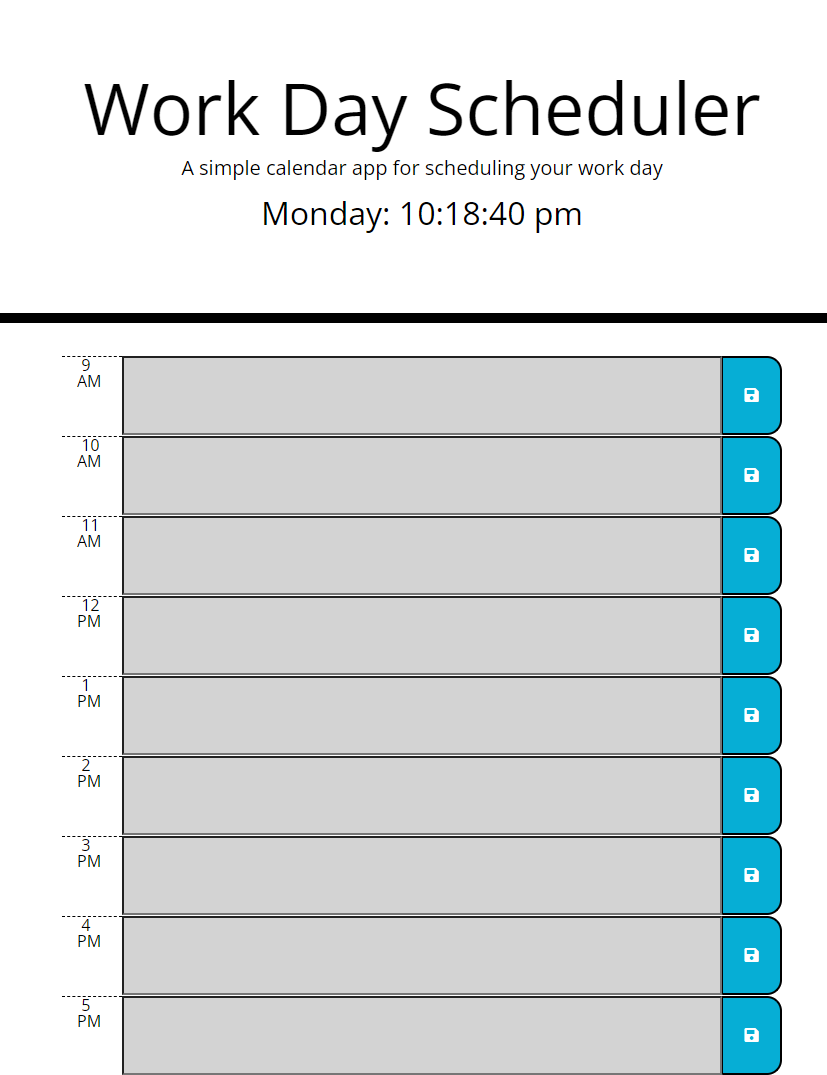 Work Day Scheduler
A simple calendar app for scheduling your work day
Monday: 10:18:40 pm
9
AM
10
AM
11
AM
12
PM
1
PM
2
PM
3
PM
4
PM
5
PM